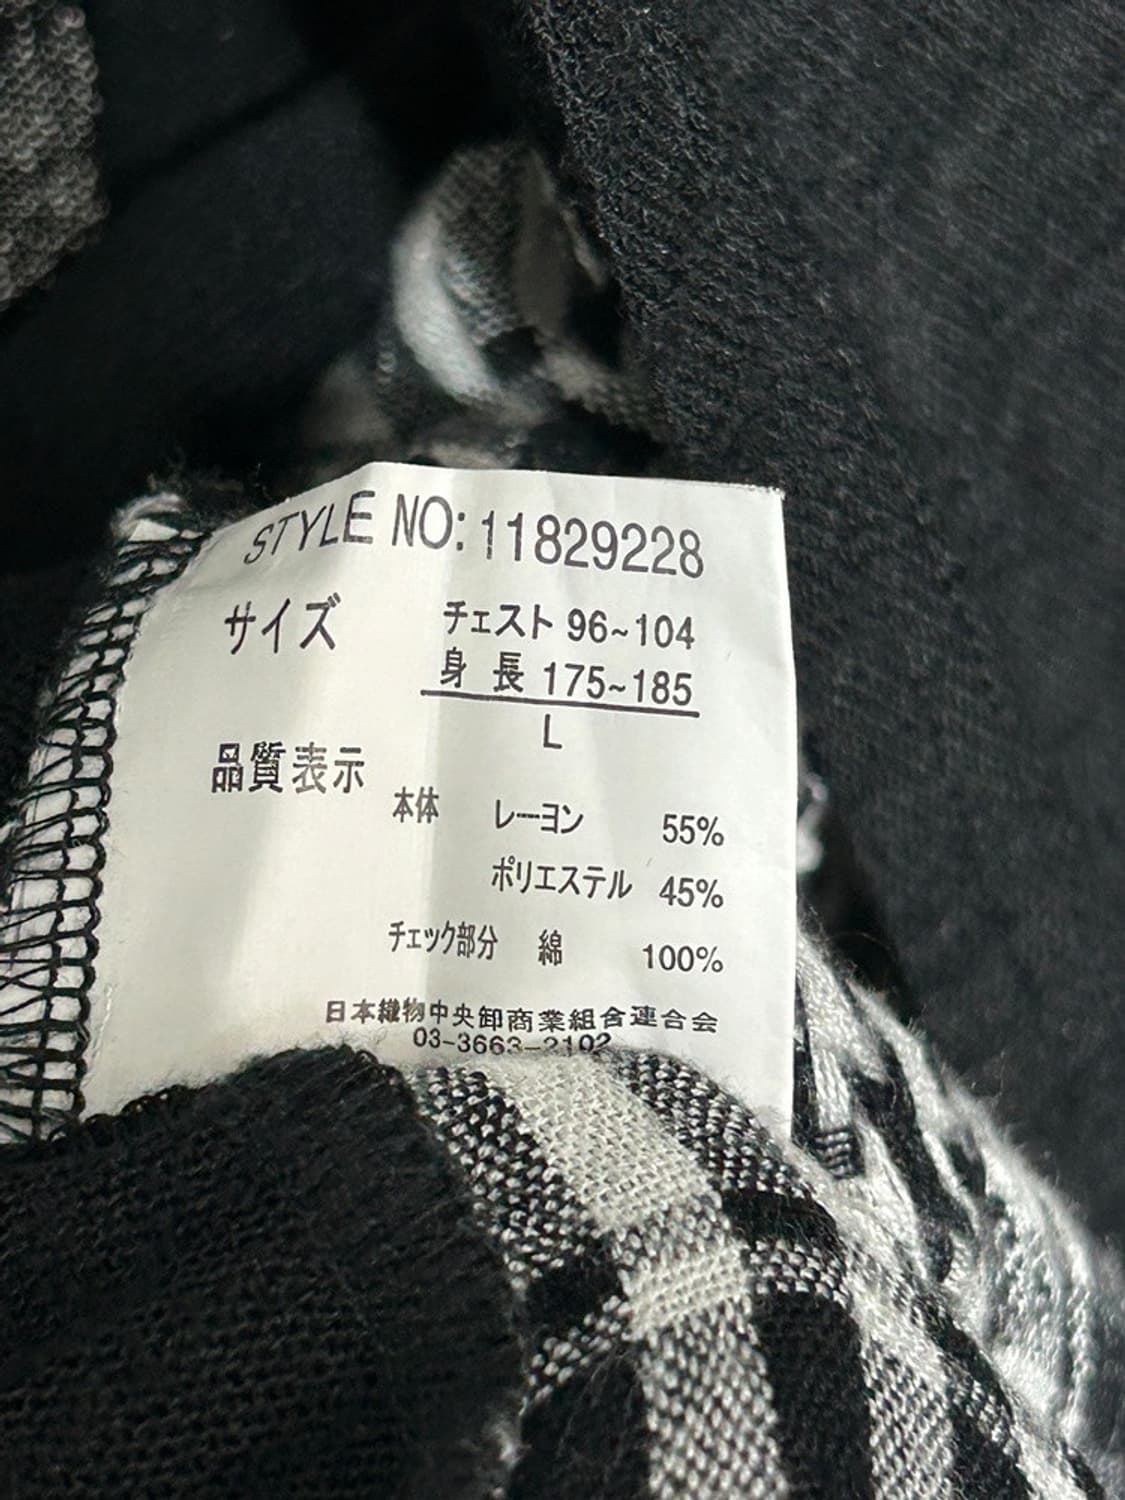 STYLE NO: 11829228
サイズ チェスト 96~104
身長 175~185
L
品質表示
本体 レーヨン 55%
ポリエステル 45%
チェック部分 綿 100%
日本織物中央卸商業組合連合会
03-3663-2102